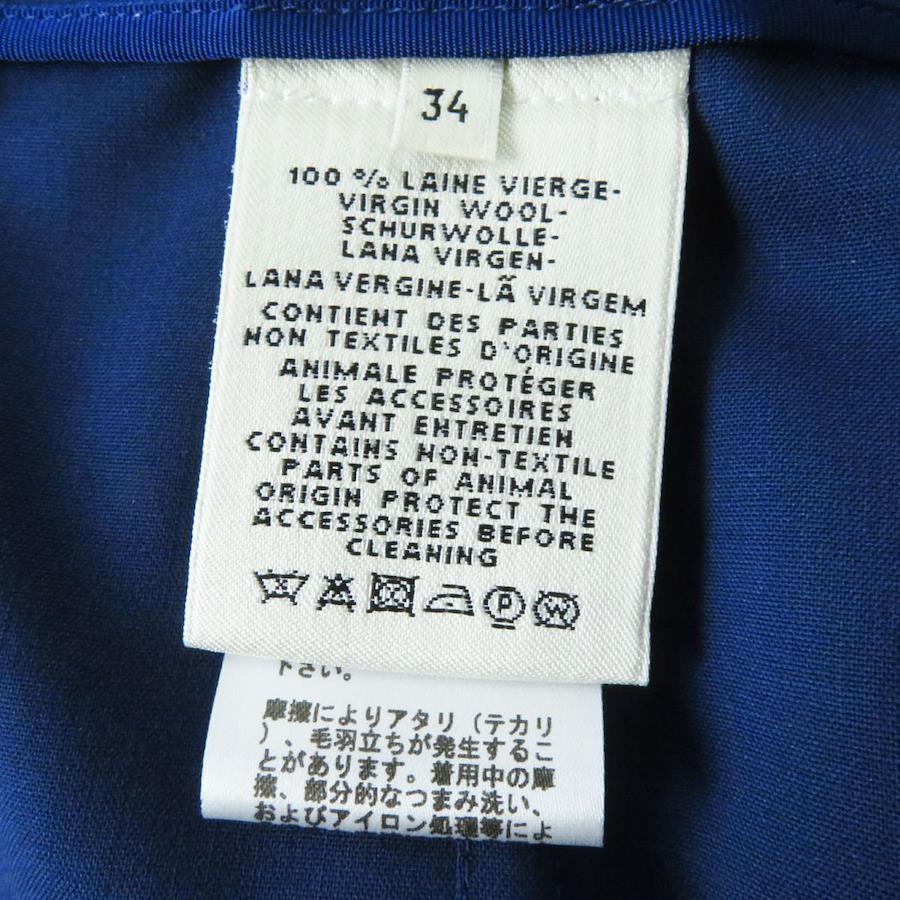 34
100 % LAINE VIERGE-
VIRGIN WOOL-
SCHURWOLLE-
LANA VIRGEN-
LANA VERGINE-LÃ VIRGEM
CONTIENT DES PARTIES
NON TEXTILES D'ORIGINE
ANIMALE PROTÉGER
LES ACCESSOIRES
AVANT ENTRETIEN
CONTAINS NON-TEXTILE
PARTS OF ANIMAL
ORIGIN PROTECT THE
ACCESSORIES BEFORE
CLEANING
P W
下さい。
摩擦によりアタリ(テカリ
)、毛羽立ちが発生するこ
とがあります。着用中の摩
擦、部分的なつまみ洗い、
およびアイロン処理等によ